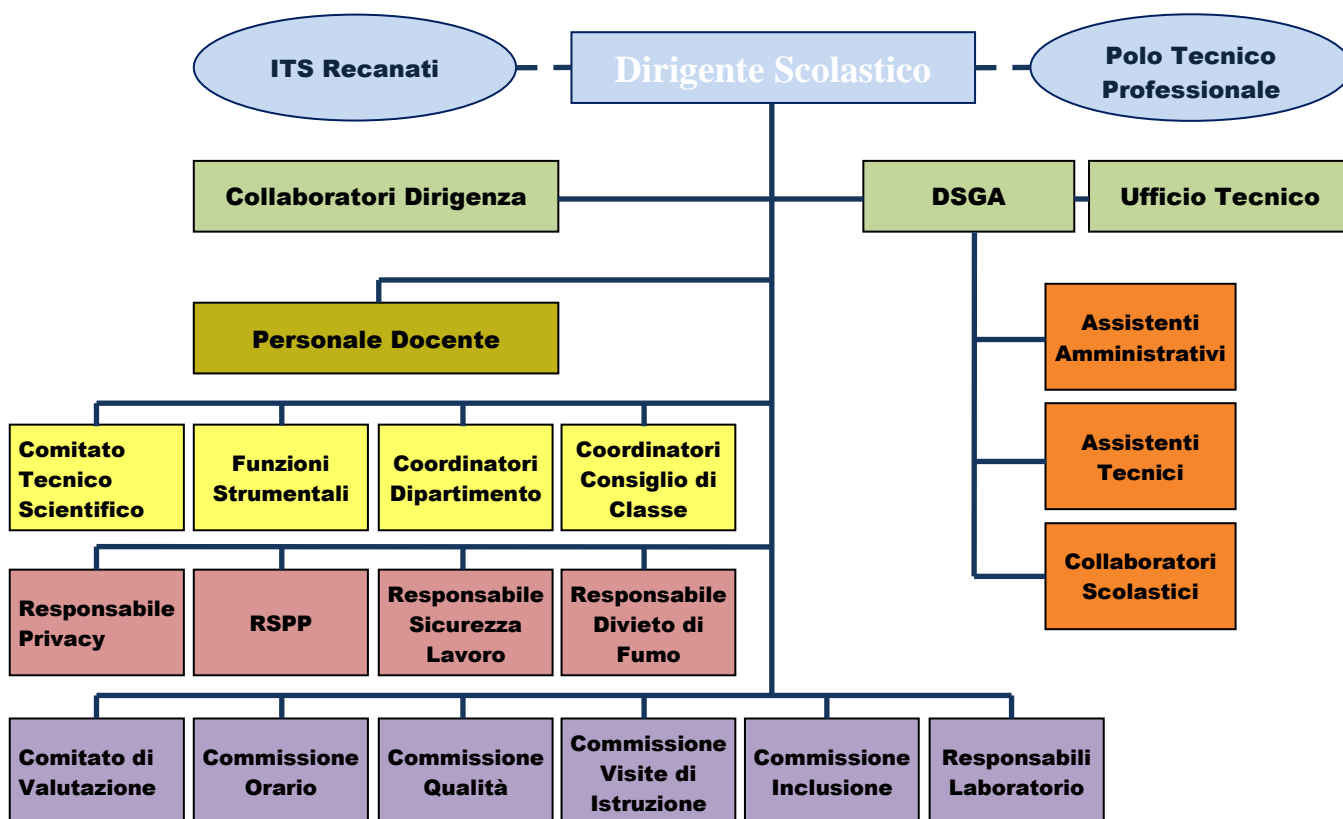 ITS Recanati
Dirigente Scolastico
Polo Tecnico
Professionale
Collaboratori Dirigenza
DSGA
Ufficio Tecnico
Personale Docente
Assistenti
Amministrativi
Assistenti
Tecnici
Collaboratori
Scolastici
Comitato
Tecnico
Scientifico
Funzioni
Strumentali
Coordinatori
Dipartimento
Coordinatori
Consiglio di
Classe
Responsabile
Privacy
RSPP
Responsabile
Sicurezza
Lavoro
Responsabile
Divieto di
Fumo
Comitato di
Valutazione
Commissione
Orario
Commissione
Qualità
Commissione
Visite di
Istruzione
Commissione
Inclusione
Responsabili
Laboratorio